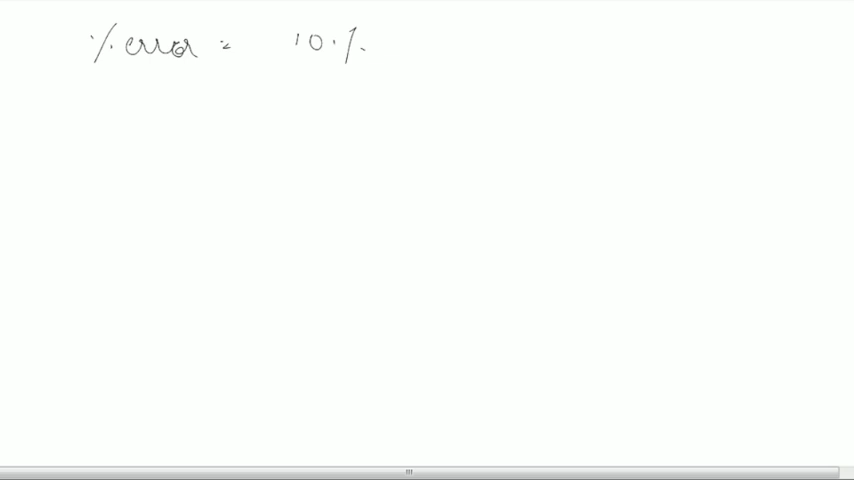 % error = 10%